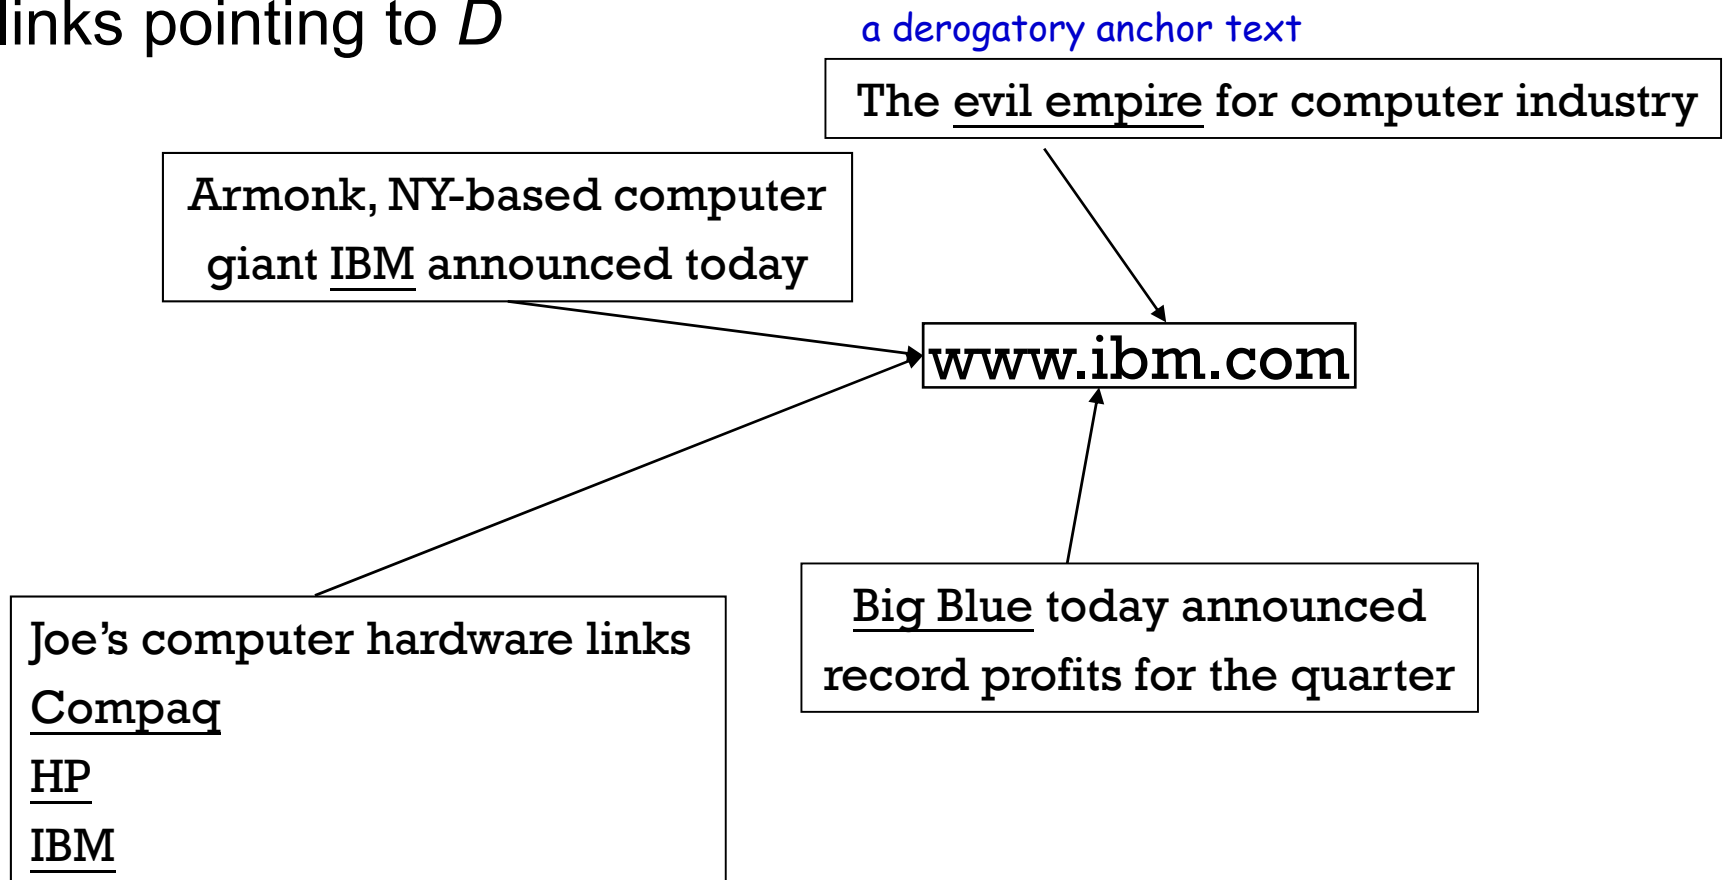 links pointing to D
a derogatory anchor text
The evil empire for computer industry
Armonk, NY-based computer
giant IBM announced today
www.ibm.com
Big Blue today announced
record profits for the quarter
Joe’s computer hardware links
Compaq
HP
IBM